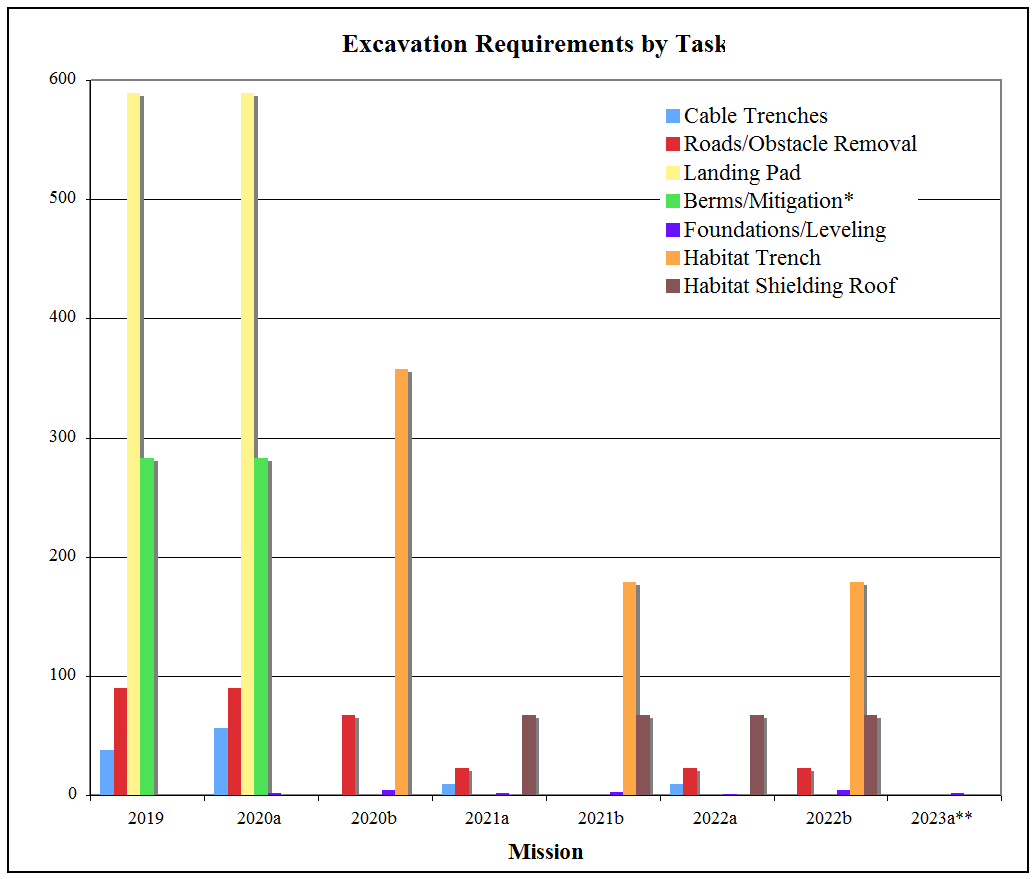 Excavation Requirements by Task
600
500
400
300
200
100
0
Cable Trenches
Roads/Obstacle Removal
Landing Pad
Berms/Mitigation*
Foundations/Leveling
Habitat Trench
Habitat Shielding Roof
2019 2020a 2020b 2021a 2021b 2022a 2022b 2023a**
Mission